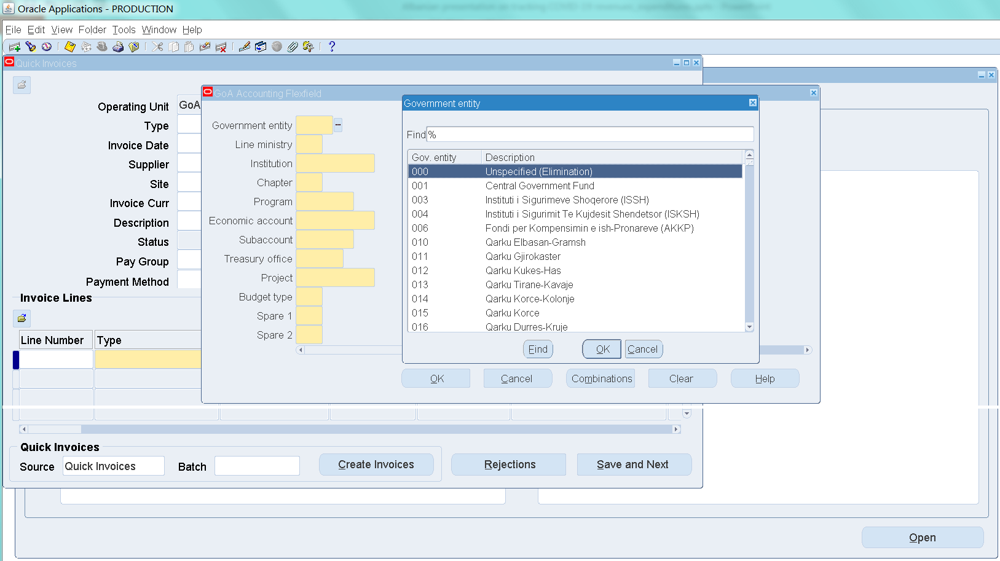 Oracle Applications - PRODUCTION
File Edit View Folder Tools Window Help
Quick Invoices
Operating Unit GoA
Type
Invoice Date
Supplier
Site
Invoice Curr
Description
Status
Pay Group
Payment Method
Invoice Lines
Line Number Type
GoA Accounting Flexfield
Government entity ...
Line ministry
Institution
Chapter
Program
Economic account
Subaccount
Treasury office
Project
Budget type
Spare 1
Spare 2
OK Cancel Combinations Clear Help
Government entity
Find %
Gov. entity Description
000 Unspecified (Elimination)
001 Central Government Fund
003 Instituti i Sigurimeve Shoqerore (ISSH)
004 Instituti i Sigurimit Te Kujdesit Shendetsor (ISKSH)
006 Fondi per Kompensimin e ish-Pronareve (AKKP)
010 Qarku Elbasan-Gramsh
011 Qarku Gjirokaster
012 Qarku Kukes-Has
013 Qarku Tirane-Kavaje
014 Qarku Korce-Kolonje
015 Qarku Korce
016 Qarku Durres-Kruje
Find OK Cancel
Quick Invoices
Source Quick Invoices Batch Create Invoices Rejections Save and Next
Open